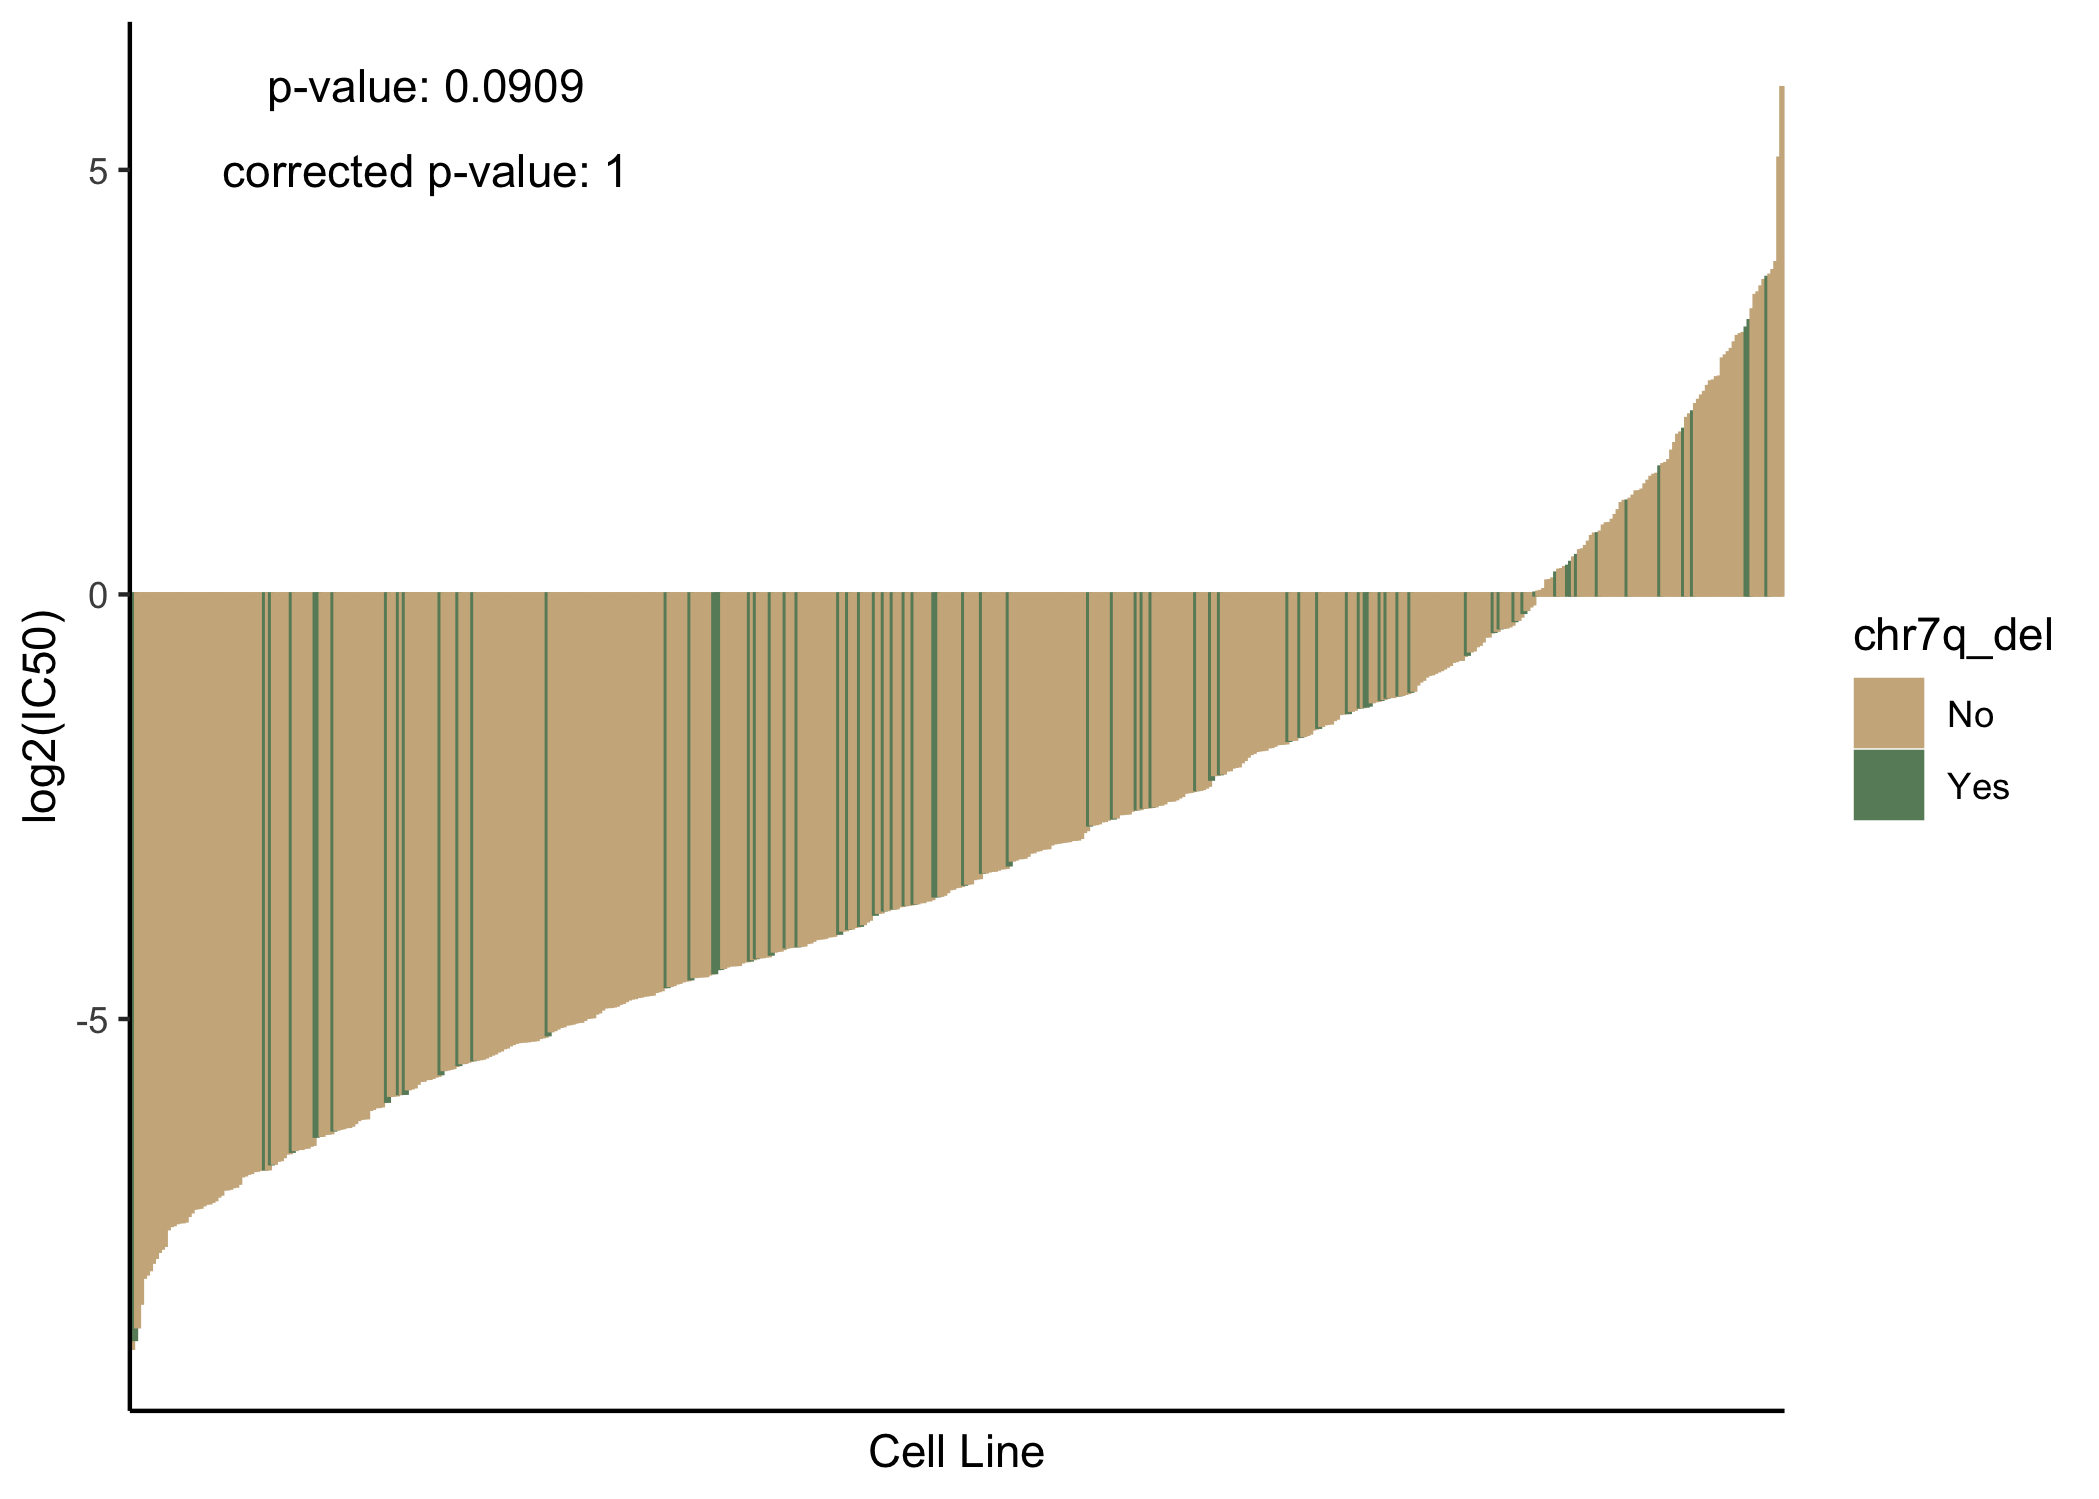 p-value: 0.0909
corrected p-value: 1
5
0
-5
log2(IC50)
Cell Line
chr7q_del
No
Yes